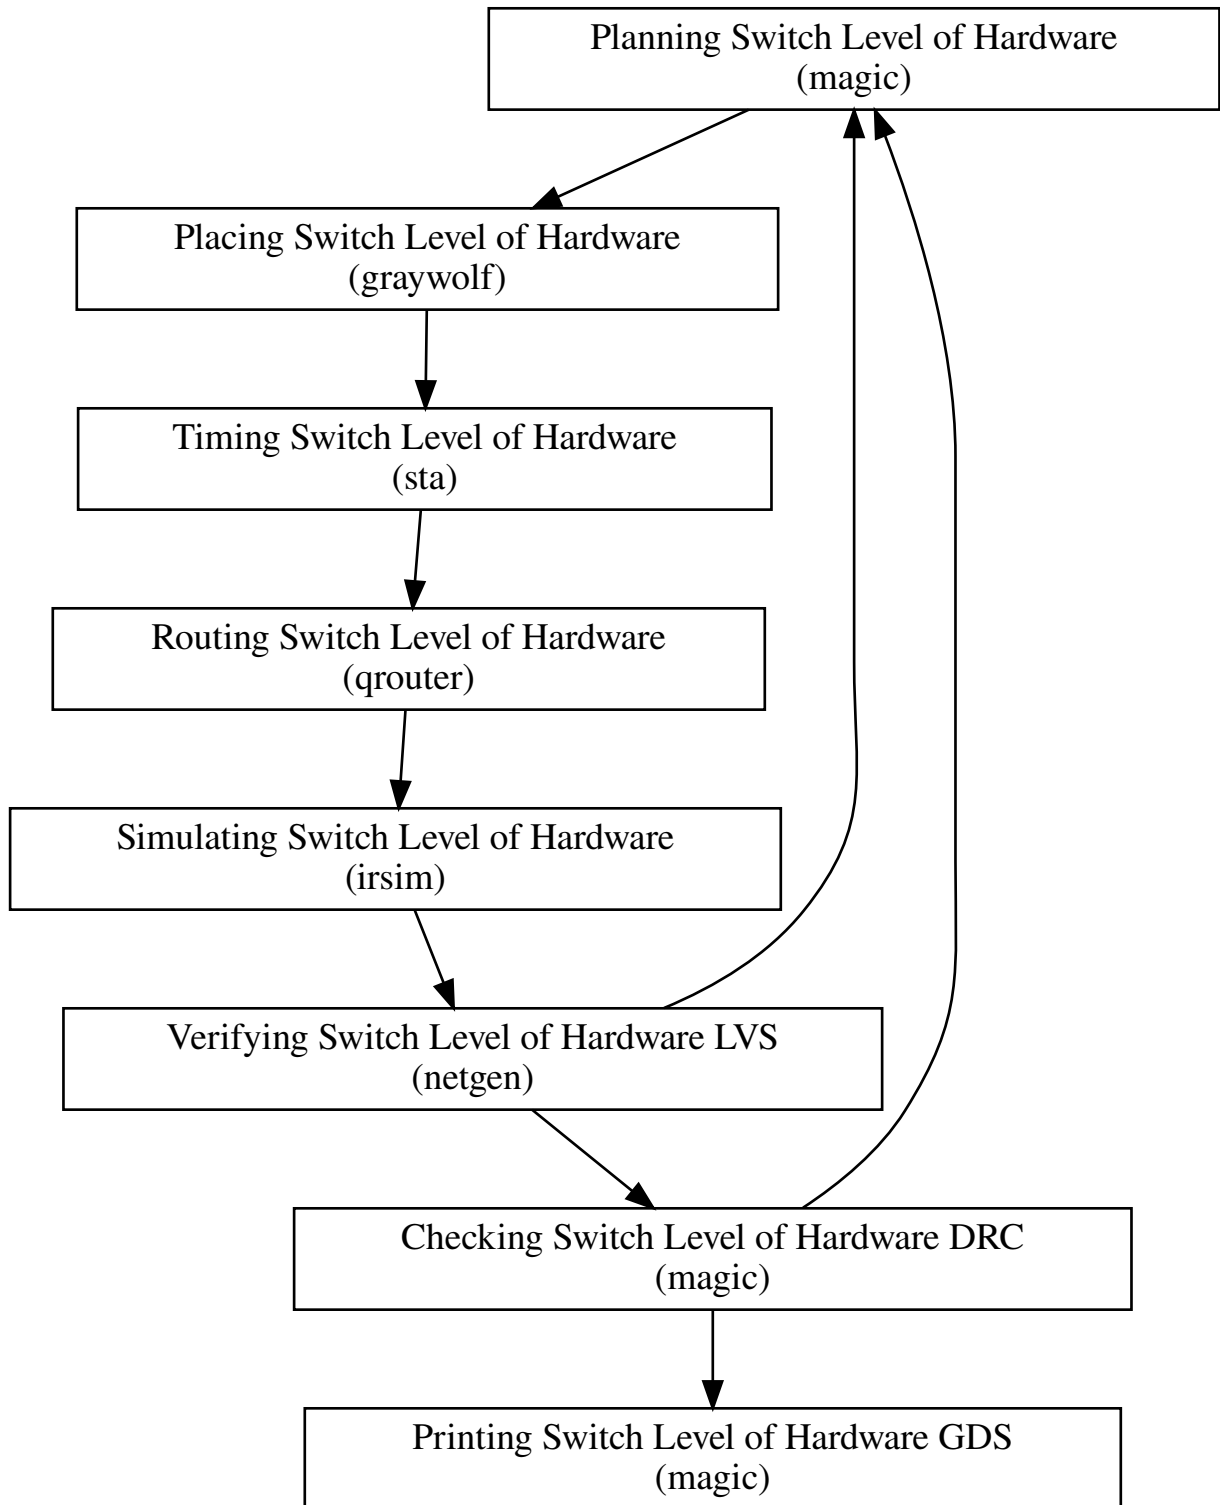 Planning Switch Level of Hardware
(magic)
Placing Switch Level of Hardware
(graywolf)
Timing Switch Level of Hardware
(sta)
Routing Switch Level of Hardware
(qrouter)
Simulating Switch Level of Hardware
(irsim)
Verifying Switch Level of Hardware LVS
(netgen)
Checking Switch Level of Hardware DRC
(magic)
Printing Switch Level of Hardware GDS
(magic)